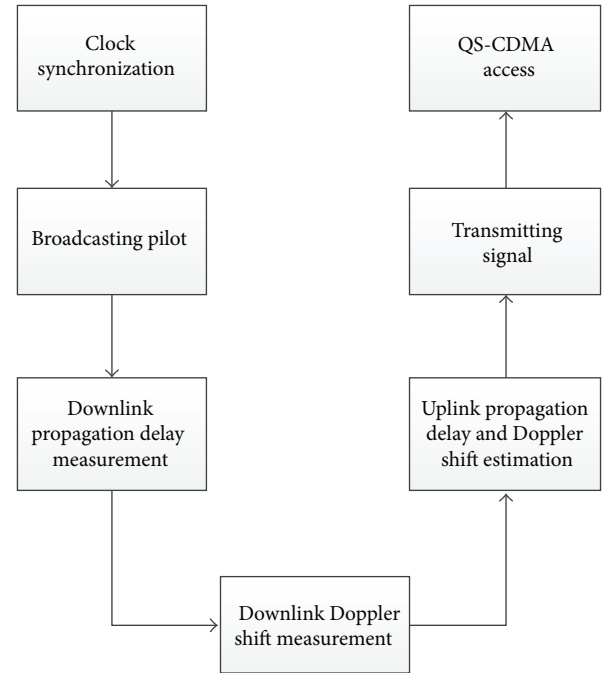 Clock
synchronization
Broadcasting pilot
Downlink
propagation delay
measurement
Downlink Doppler
shift measurement
Uplink propagation
delay and Doppler
shift estimation
Transmitting
signal
QS-CDMA
access